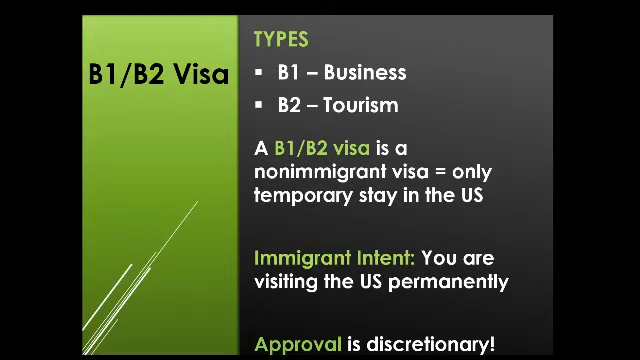 B1/B2 Visa
TYPES
▪ B1 – Business
▪ B2 – Tourism
A B1/B2 visa is a
nonimmigrant visa = only
temporary stay in the US
Immigrant Intent: You are
visiting the US permanently
Approval is discretionary!